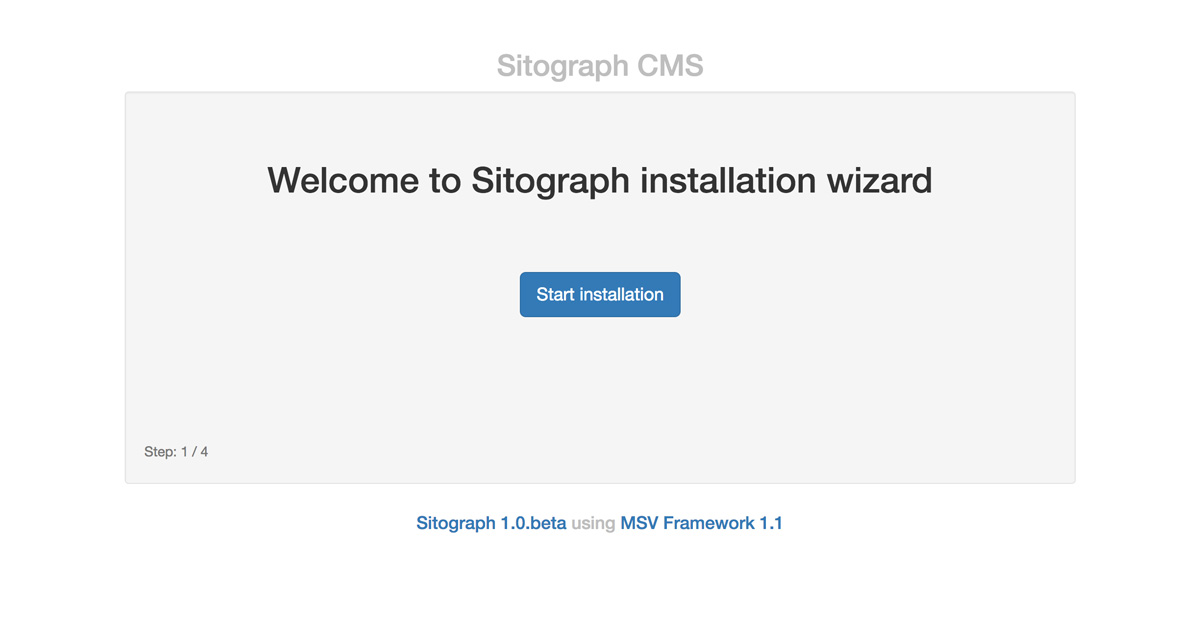 Sitograph CMS
Welcome to Sitograph installation wizard
Start installation
Step: 1 / 4
Sitograph 1.0.beta using MSV Framework 1.1